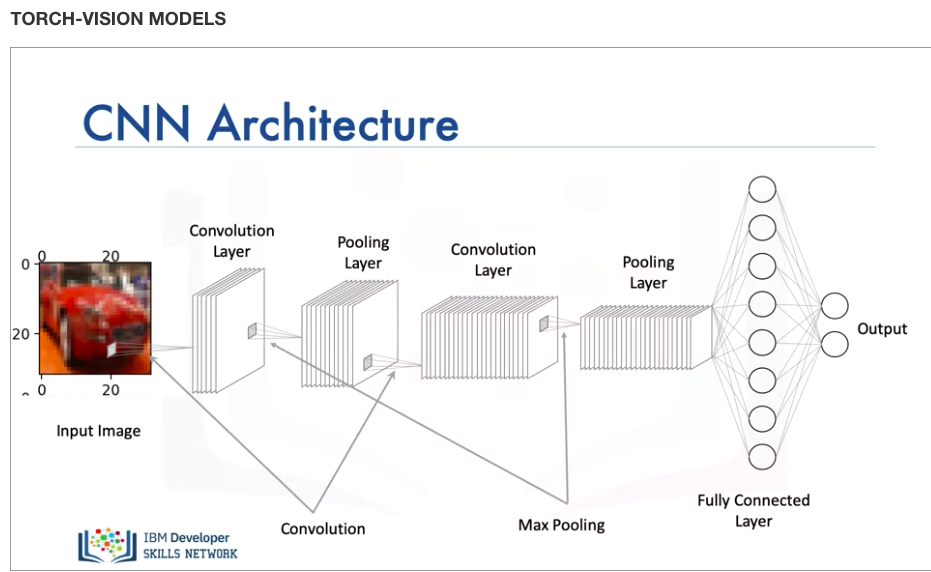 TORCH-VISION MODELS
CNN Architecture
Convolution
Layer
Pooling
Layer
Convolution
Layer
Pooling
Layer
0
20
0
20
0
20
Input Image
Output
Convolution
Max Pooling
Fully Connected
Layer
IBM Developer
SKILLS NETWORK